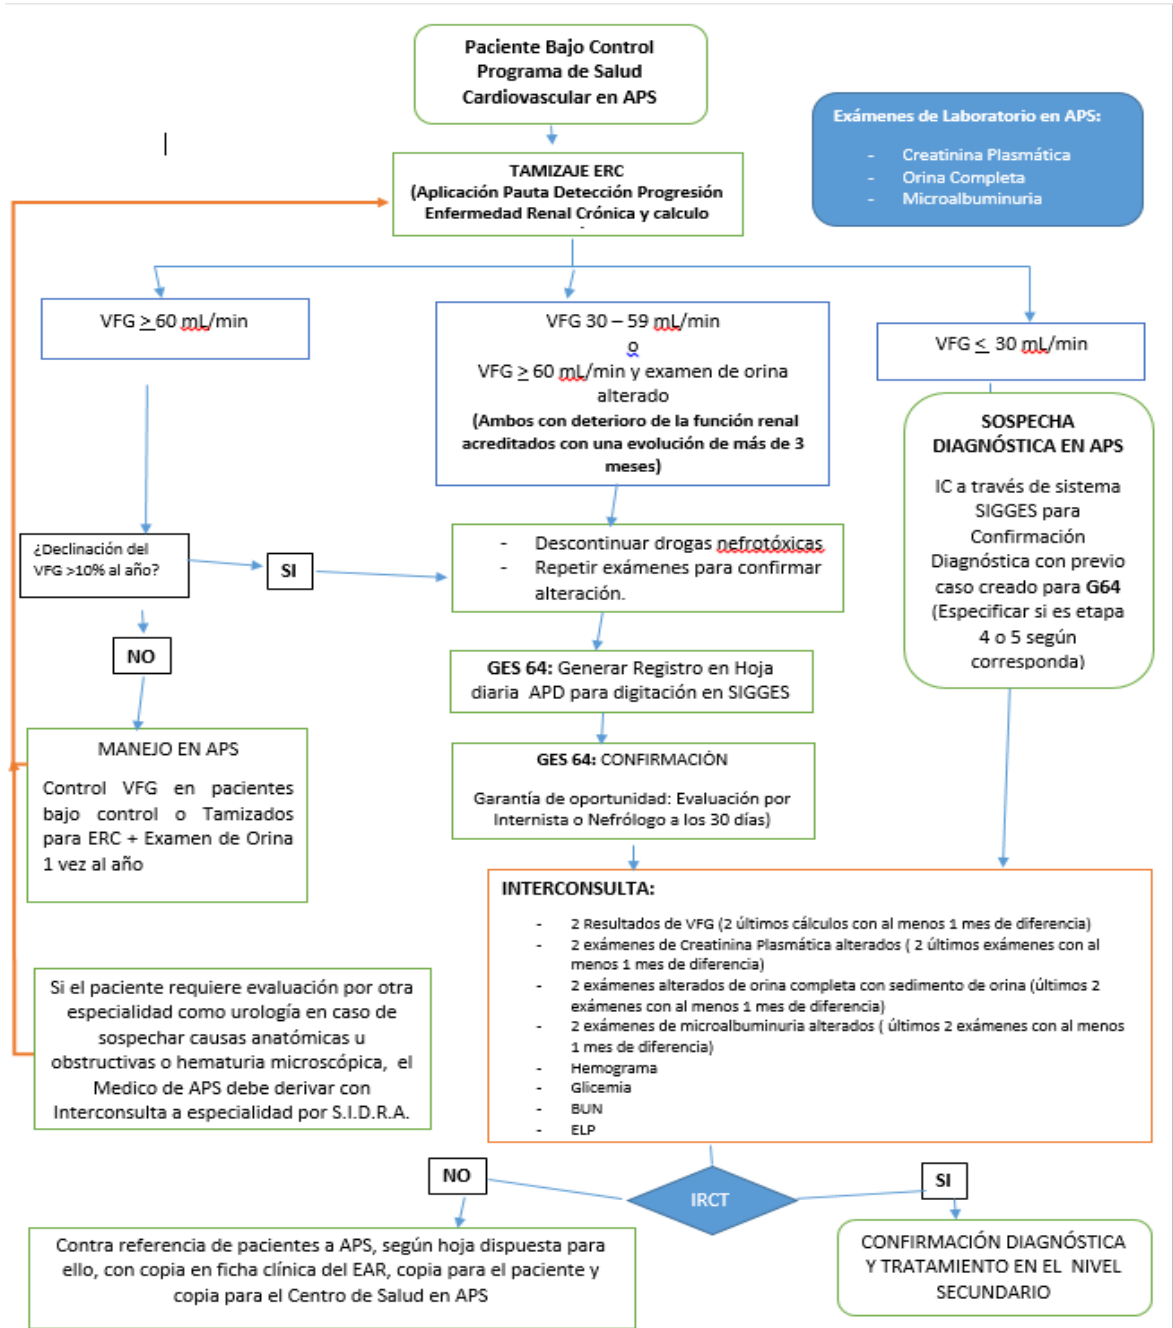 Paciente Bajo Control
Programa de Salud
Cardiovascular en APS
Exámenes de Laboratorio en APS:
- Creatinina Plasmática
- Orina Completa
- Microalbuminuria
TAMIZAJE ERC
(Aplicación Pauta Detección Progresión
Enfermedad Renal Crónica y calculo
VFG ≥ 60 mL/min
VFG 30 – 59 mL/min
o
VFG ≥ 60 mL/min y examen de orina
alterado
(Ambos con deterioro de la función renal
acreditados con una evolución de más de 3
meses)
VFG ≤ 30 mL/min
SOSPECHA
DIAGNÓSTICA EN APS
IC a través de sistema
SIGGES para
Confirmación
Diagnóstica con previo
caso creado para G64
(Especificar si es etapa
4 o 5 según
corresponda)
¿Declinación del
VFG >10% al año?
SI
- Descontinuar drogas nefrotóxicas
- Repetir exámenes para confirmar
alteración.
NO
GES 64: Generar Registro en Hoja
diaria APD para digitación en SIGGES
MANEJO EN APS
Control VFG en pacientes
bajo control o Tamizados
para ERC + Examen de Orina
1 vez al año
GES 64: CONFIRMACIÓN
Garantía de oportunidad: Evaluación por
Internista o Nefrólogo a los 30 días)
INTERCONSULTA:
- 2 Resultados de VFG (2 últimos cálculos con al menos 1 mes de diferencia)
- 2 exámenes de Creatinina Plasmática alterados ( 2 últimos exámenes con al
menos 1 mes de diferencia)
- 2 exámenes alterados de orina completa con sedimento de orina (últimos 2
exámenes con al menos 1 mes de diferencia)
- 2 exámenes de microalbuminuria alterados ( últimos 2 exámenes con al menos
1 mes de diferencia)
- Hemograma
- Glicemia
- BUN
- ELP
Si el paciente requiere evaluación por otra
especialidad como urología en caso de
sospechar causas anatómicas u
obstructivas o hematuria microscópica, el
Medico de APS debe derivar con
Interconsulta a especialidad por S.I.D.R.A.
NO
IRCT
SI
Contra referencia de pacientes a APS, según hoja dispuesta para
ello, con copia en ficha clínica del EAR, copia para el paciente y
copia para el Centro de Salud en APS
CONFIRMACIÓN DIAGNÓSTICA
Y TRATAMIENTO EN EL NIVEL
SECUNDARIO